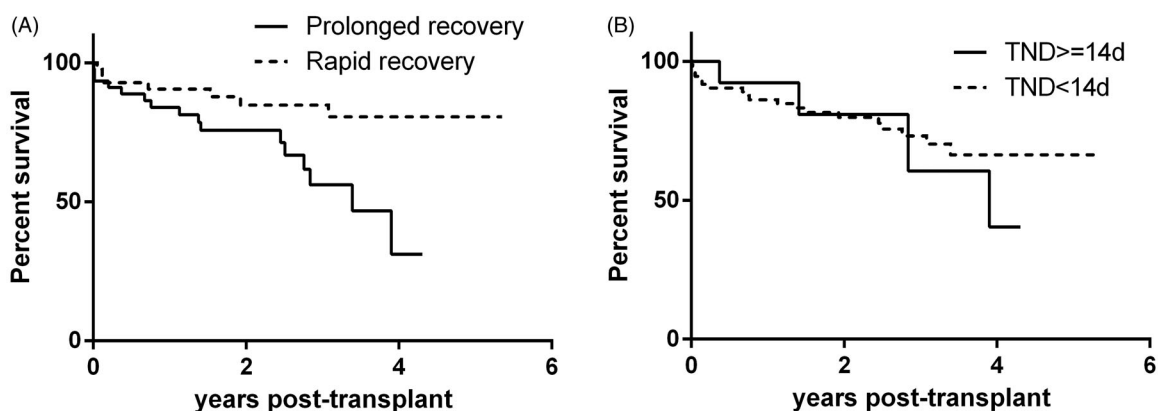 (A)
Prolonged recovery
Rapid recovery
100
50
0
Percent survival
0 2 4 6
years post-transplant
(B)
TND>=14d
TND<14d
100
50
0
Percent survival
0 2 4 6
years post-transplant